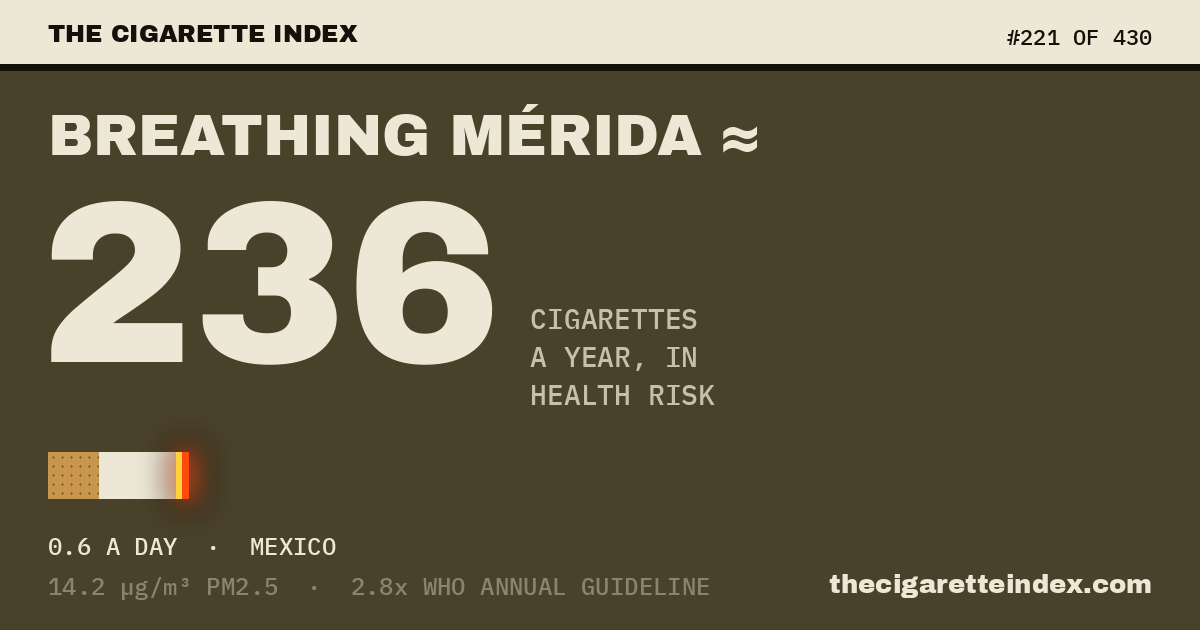 THE CIGARETTE INDEX
#221 OF 430
BREATHING MÉRIDA ≈
236
CIGARETTES
A YEAR, IN
HEALTH RISK
0.6 A DAY · MEXICO
14.2 µg/m³ PM2.5 · 2.8x WHO ANNUAL GUIDELINE
thecigaretteindex.com